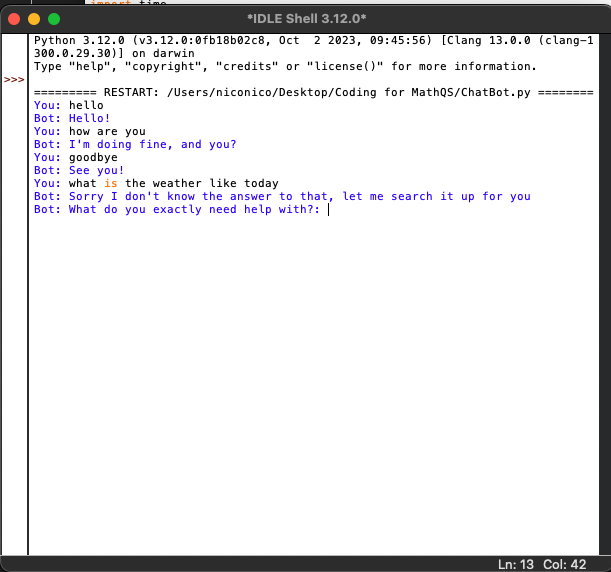 import time
*IDLE Shell 3.12.0*
Python 3.12.0 (v3.12.0:0fb18b02c8, Oct  2 2023, 09:45:56) [Clang 13.0.0 (clang-1
300.0.29.30)] on darwin
Type "help", "copyright", "credits" or "license()" for more information.
>>>
========= RESTART: /Users/niconico/Desktop/Coding for MathQS/ChatBot.py ========
You: hello
Bot: Hello!
You: how are you
Bot: I'm doing fine, and you?
You: goodbye
Bot: See you!
You: what is the weather like today
Bot: Sorry I don't know the answer to that, let me search it up for you
Bot: What do you exactly need help with?:
Ln: 13  Col: 42